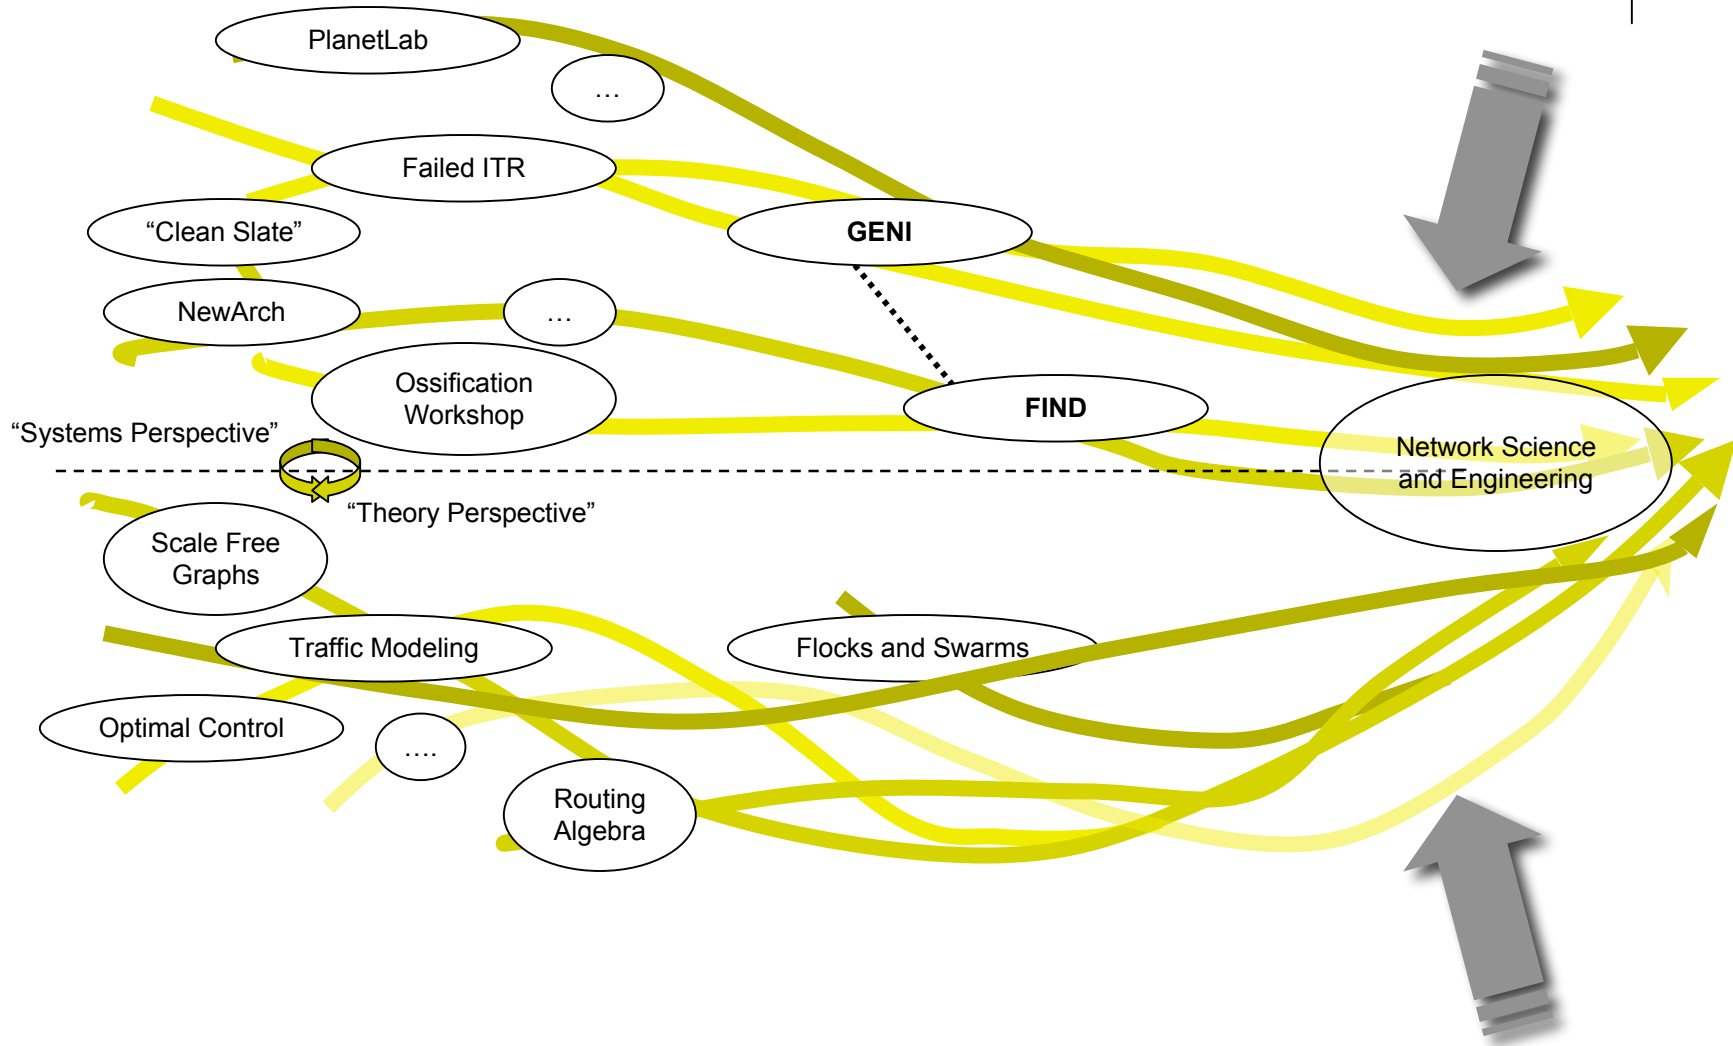 PlanetLab
…
Failed ITR
“Clean Slate”
GENI
NewArch
…
Ossification
Workshop
FIND
“Systems Perspective”
Network Science
and Engineering
“Theory Perspective”
Scale Free
Graphs
Traffic Modeling
Flocks and Swarms
Optimal Control
….
Routing
Algebra